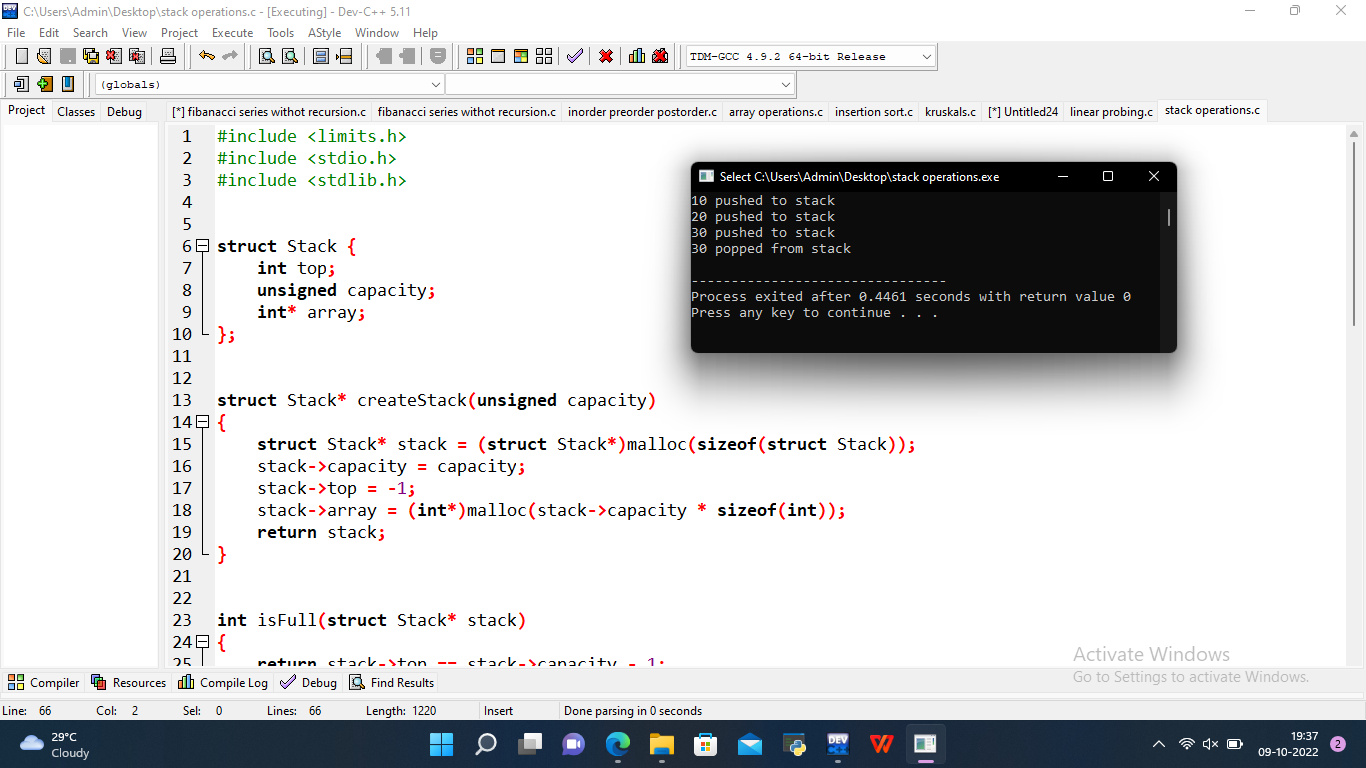 C:\Users\Admin\Desktop\stack operations.c - [Executing] - Dev-C++ 5.11
File Edit Search View Project Execute Tools AStyle Window Help
TDM-GCC 4.9.2 64-bit Release
(globals)
Project Classes Debug
[*] fibanacci series withot recursion.c fibanacci series withot recursion.c inorder preorder postorder.c array operations.c insertion sort.c kruskals.c [*] Untitled24 linear probing.c stack operations.c
1 #include <limits.h>
2 #include <stdio.h>
3 #include <stdlib.h>
4
5
6 struct Stack {
7 int top;
8 unsigned capacity;
9 int* array;
10 };
11
12
13 struct Stack* createStack(unsigned capacity)
14 {
15 struct Stack* stack = (struct Stack*)malloc(sizeof(struct Stack));
16 stack->capacity = capacity;
17 stack->top = -1;
18 stack->array = (int*)malloc(stack->capacity * sizeof(int));
19 return stack;
20 }
21
22
23 int isFull(struct Stack* stack)
24 {
25 return stack->top == stack->capacity - 1;
Select C:\Users\Admin\Desktop\stack operations.exe
10 pushed to stack
20 pushed to stack
30 pushed to stack
30 popped from stack
--------------------------------
Process exited after 0.4461 seconds with return value 0
Press any key to continue . . .
Activate Windows
Go to Settings to activate Windows.
Compiler Resources Compile Log Debug Find Results
Line: 66 Col: 2 Sel: 0 Lines: 66 Length: 1220 Insert Done parsing in 0 seconds
29°C
Cloudy
DEV
19:37
09-10-2022
2